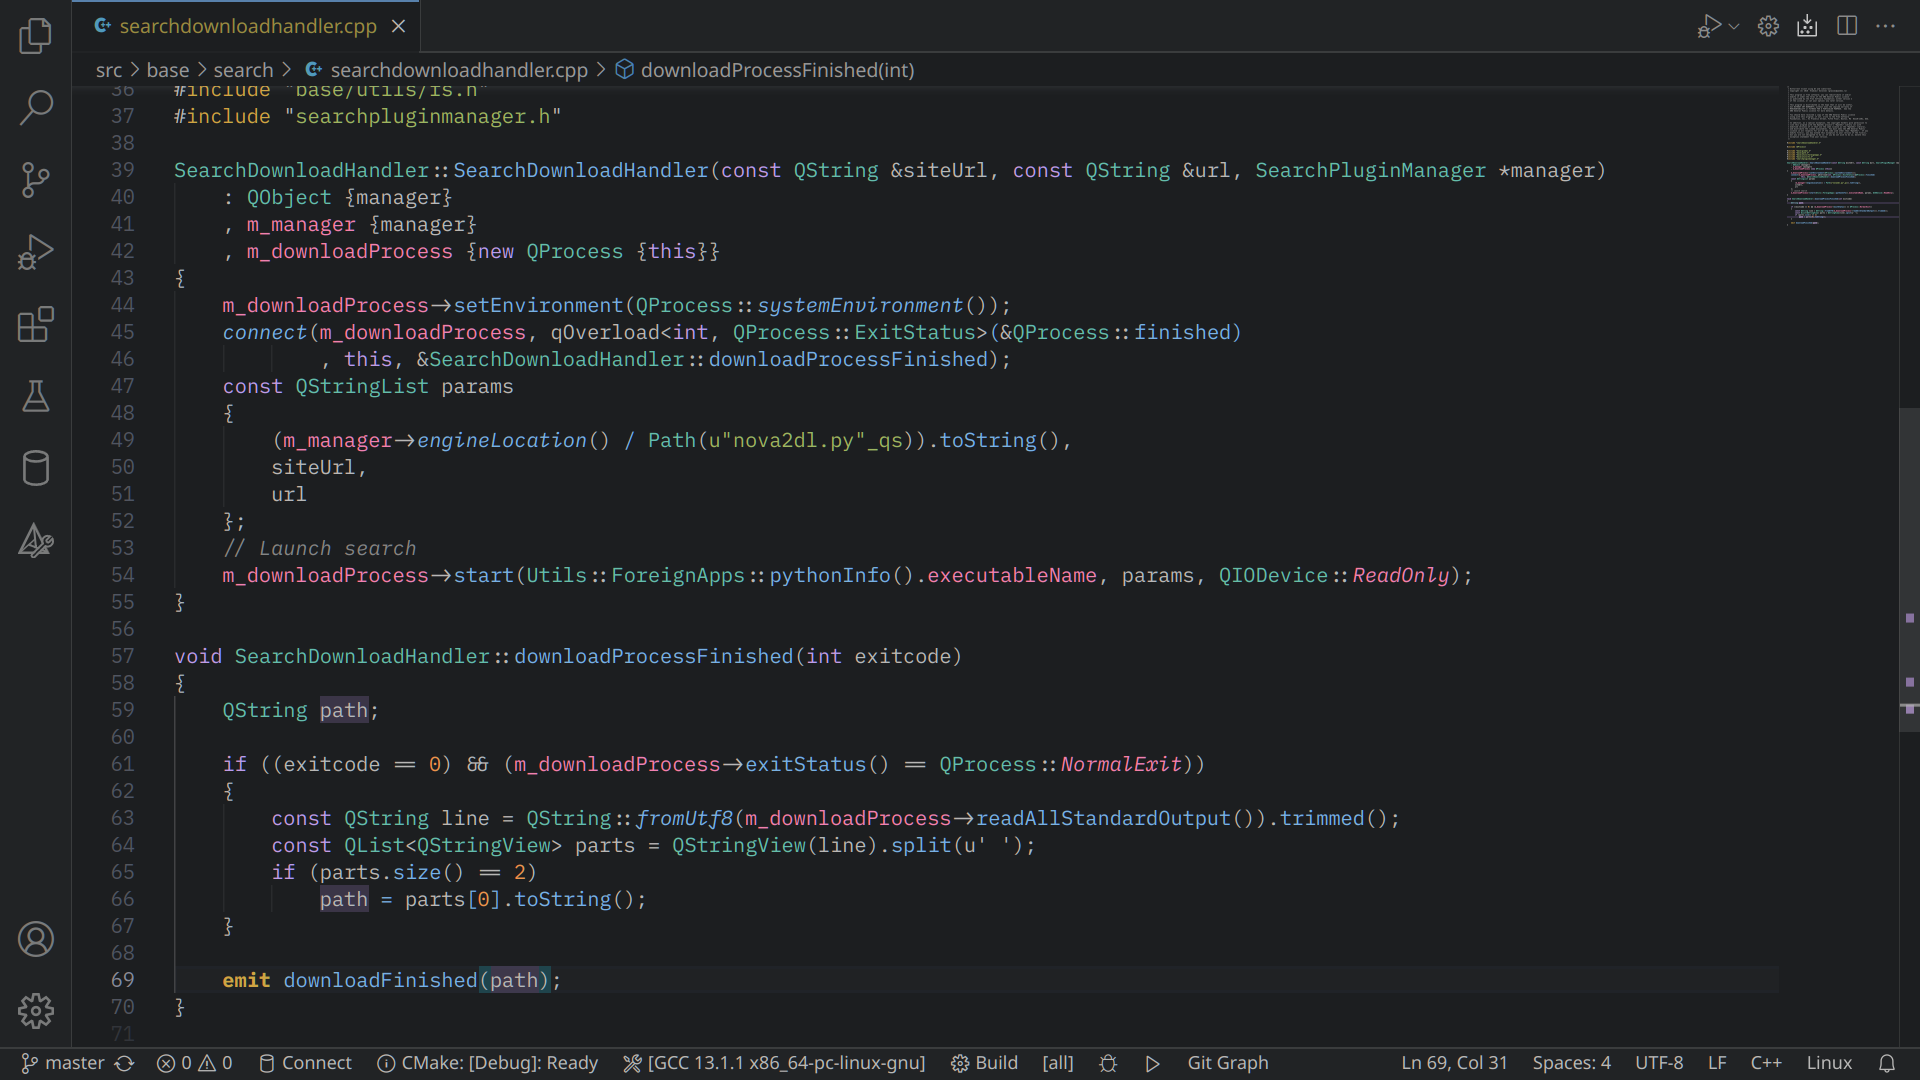 searchdownloadhandler.cpp
src > base > search > searchdownloadhandler.cpp > downloadProcessFinished(int)
36 #include "base/utils/fs.h"
37 #include "searchpluginmanager.h"
38
39 SearchDownloadHandler::SearchDownloadHandler(const QString &siteUrl, const QString &url, SearchPluginManager *manager)
40     : QObject {manager}
41     , m_manager {manager}
42     , m_downloadProcess {new QProcess {this}}
43 {
44     m_downloadProcess->setEnvironment(QProcess::systemEnvironment());
45     connect(m_downloadProcess, qOverload<int, QProcess::ExitStatus>(&QProcess::finished)
46             , this, &SearchDownloadHandler::downloadProcessFinished);
47     const QStringList params
48     {
49         (m_manager->engineLocation() / Path(u"nova2dl.py"_qs)).toString(),
50         siteUrl,
51         url
52     };
53     // Launch search
54     m_downloadProcess->start(Utils::ForeignApps::pythonInfo().executableName, params, QIODevice::ReadOnly);
55 }
56
57 void SearchDownloadHandler::downloadProcessFinished(int exitcode)
58 {
59     QString path;
60
61     if ((exitcode == 0) && (m_downloadProcess->exitStatus() == QProcess::NormalExit))
62     {
63         const QString line = QString::fromUtf8(m_downloadProcess->readAllStandardOutput()).trimmed();
64         const QList<QStringView> parts = QStringView(line).split(u' ');
65         if (parts.size() == 2)
66             path = parts[0].toString();
67     }
68
69     emit downloadFinished(path);
70 }
71
master 0 0 Connect CMake: [Debug]: Ready [GCC 13.1.1 x86_64-pc-linux-gnu] Build [all] Git Graph Ln 69, Col 31 Spaces: 4 UTF-8 LF C++ Linux